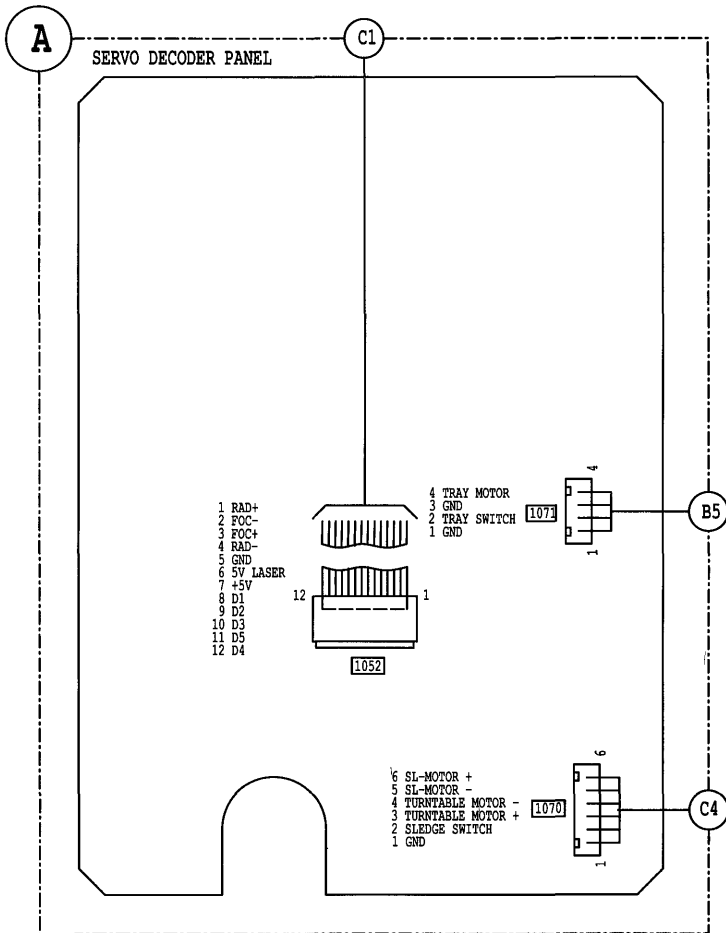 A
C1
SERVO DECODER PANEL
1 RAD+
2 FOC-
3 FOC+
4 RAD-
5 GND
6 5V LASER
7 +5V
8 D1
9 D2
10 D3
11 D5
12 D4
12
1
1052
4 TRAY MOTOR
3 GND
2 TRAY SWITCH
1 GND
1071
4
1
B5
6 SL-MOTOR +
5 SL-MOTOR -
4 TURNTABLE MOTOR -
3 TURNTABLE MOTOR +
2 SLEDGE SWITCH
1 GND
1070
6
1
C4